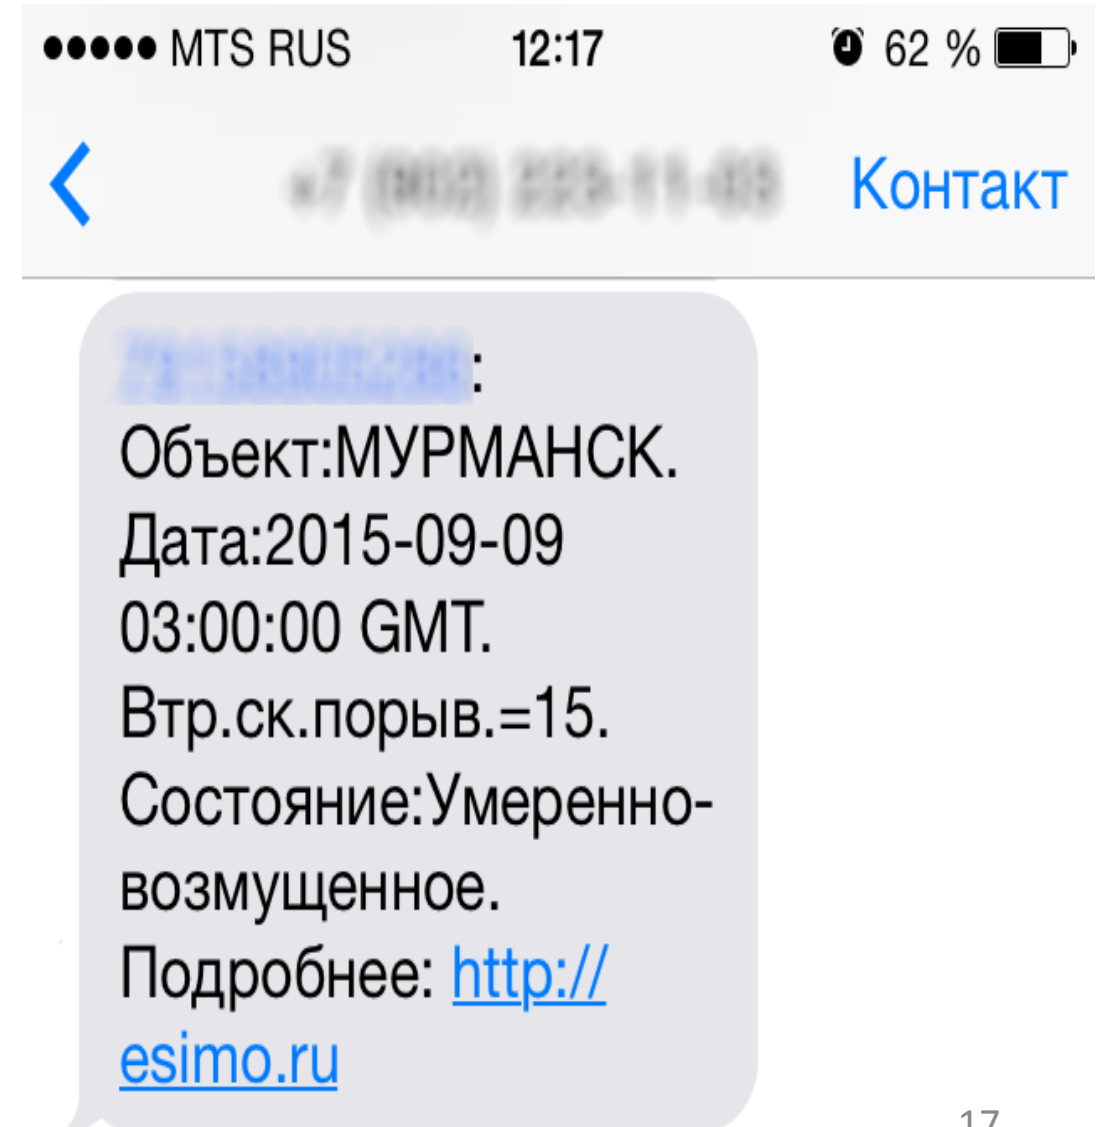 MTS RUS 12:17 62 %
Контакт
:
Объект:МУРМАНСК.
Дата:2015-09-09
03:00:00 GMT.
Втр.ск.порыв.=15.
Состояние:Умеренно-
возмущенное.
Подробнее: http://
esimo.ru
17